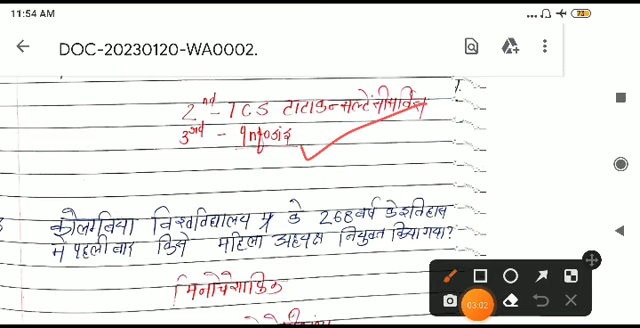 11:54 AM
73
DOC-20230120-WA0002.
2nd - TCS टाटा कन्सल्टेंसी सर्विस
3rd -
कोलंबिया विश्वविद्यालय के 268 वर्ष के इतिहास
में पहली बार किसे महिला अध्यक्ष नियुक्त किया गया?
03:02